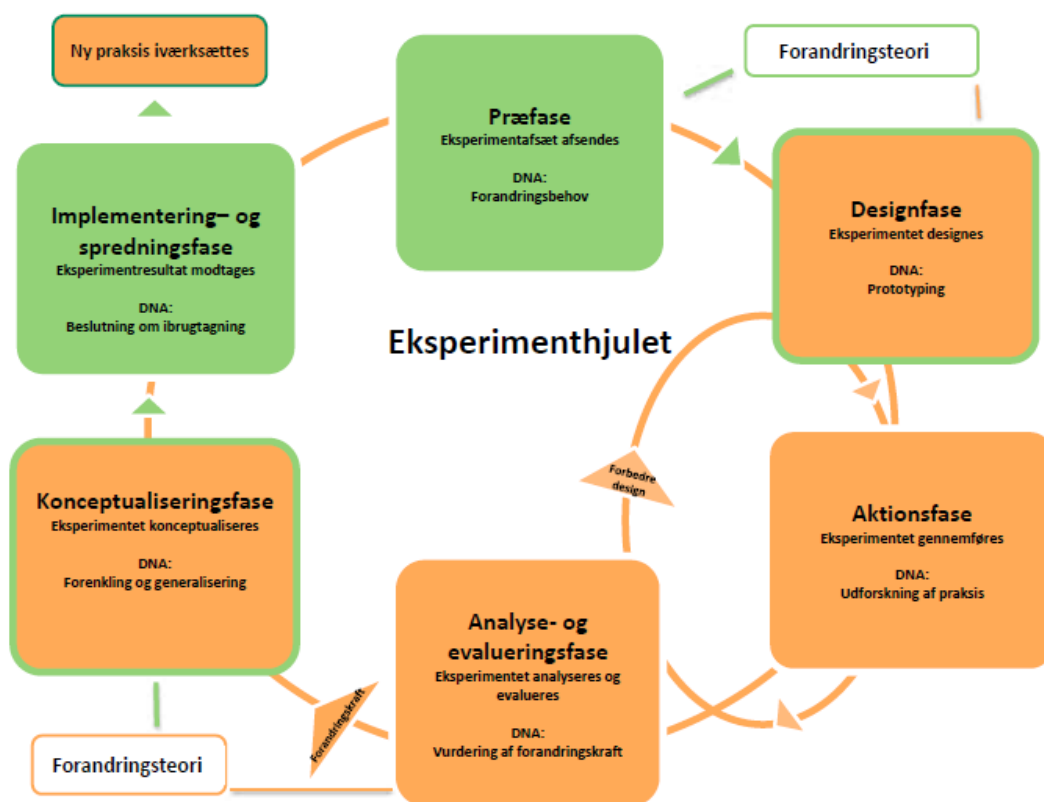 Ny praksis iværksættes
Forandringsteori
Præfase
Eksperimentafsæt afsendes
DNA:
Forandringsbehov
Designfase
Eksperimentet designes
DNA:
Prototyping
Implementering– og
spredningsfase
Eksperimentresultat modtages
DNA:
Beslutning om ibrugtagning
Eksperimenthjulet
Forbedre
design
Aktionsfase
Eksperimentet gennemføres
DNA:
Udforskning af praksis
Konceptualiseringsfase
Eksperimentet konceptualiseres
DNA:
Forenkling og generalisering
Analyse- og
evalueringsfase
Eksperimentet analyseres og
evalueres
DNA:
Vurdering af forandringskraft
Forandringskraft
Forandringsteori